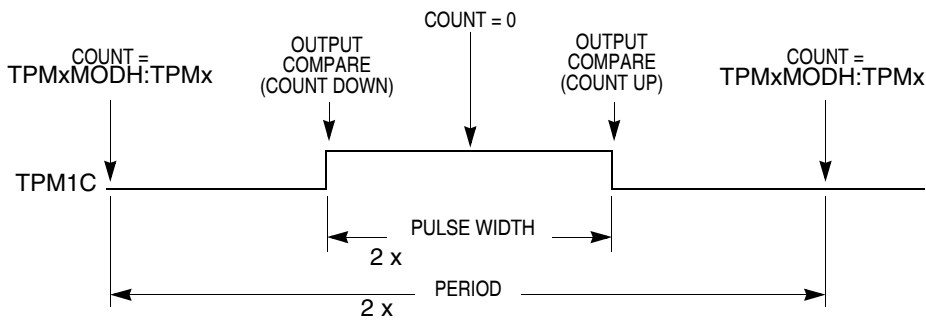 COUNT = 0
COUNT =
TPMxMODH:TPMx
OUTPUT
COMPARE
(COUNT DOWN)
OUTPUT
COMPARE
(COUNT UP)
COUNT =
TPMxMODH:TPMx
TPM1C
PULSE WIDTH
2 x
PERIOD
2 x